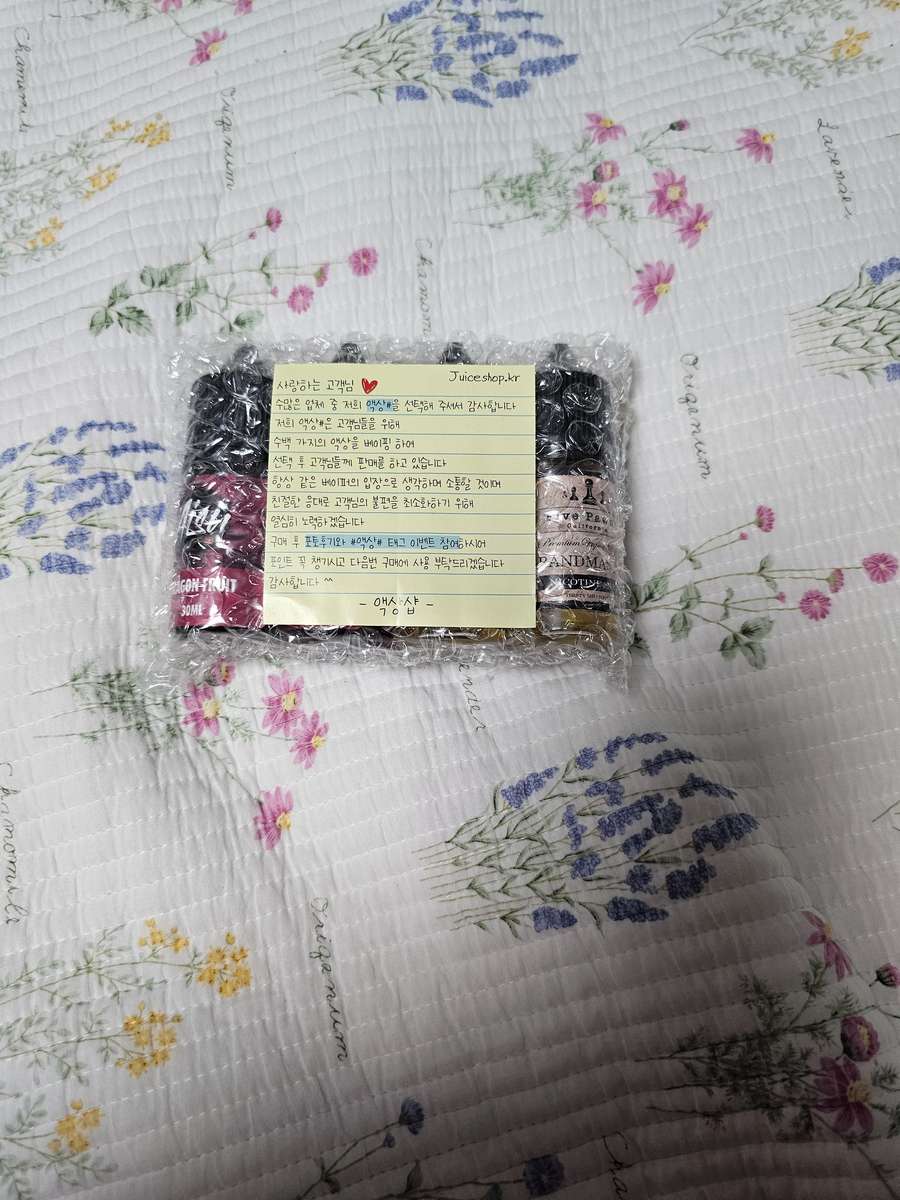 Chamomile
Origanum
Lavender
Origanum
사랑하는 고객님
Juiceshop.kr
수많은 업체 중 저희 액상#을 선택해 주셔서 감사합니다
저희 액상#은 고객님들을 위해
수백 가지의 액상을 베이핑 하여
선택 후 고객님들께 판매를 하고 있습니다
항상 같은 베이퍼의 입장으로 생각하며 소통할 것이며
친절한 응대로 고객님의 불편을 최소화하기 위해
열심히 노력하겠습니다
구매 후 포토후기와 #액상# 태그 이벤트 참여하시어
포인트 꼭 챙기시고 다음번 구매에 사용 부탁드리겠습니다
감사합니다 ^^
- 액상샵 -
30ML
California
NICOTINE
Chamomile
Origanum